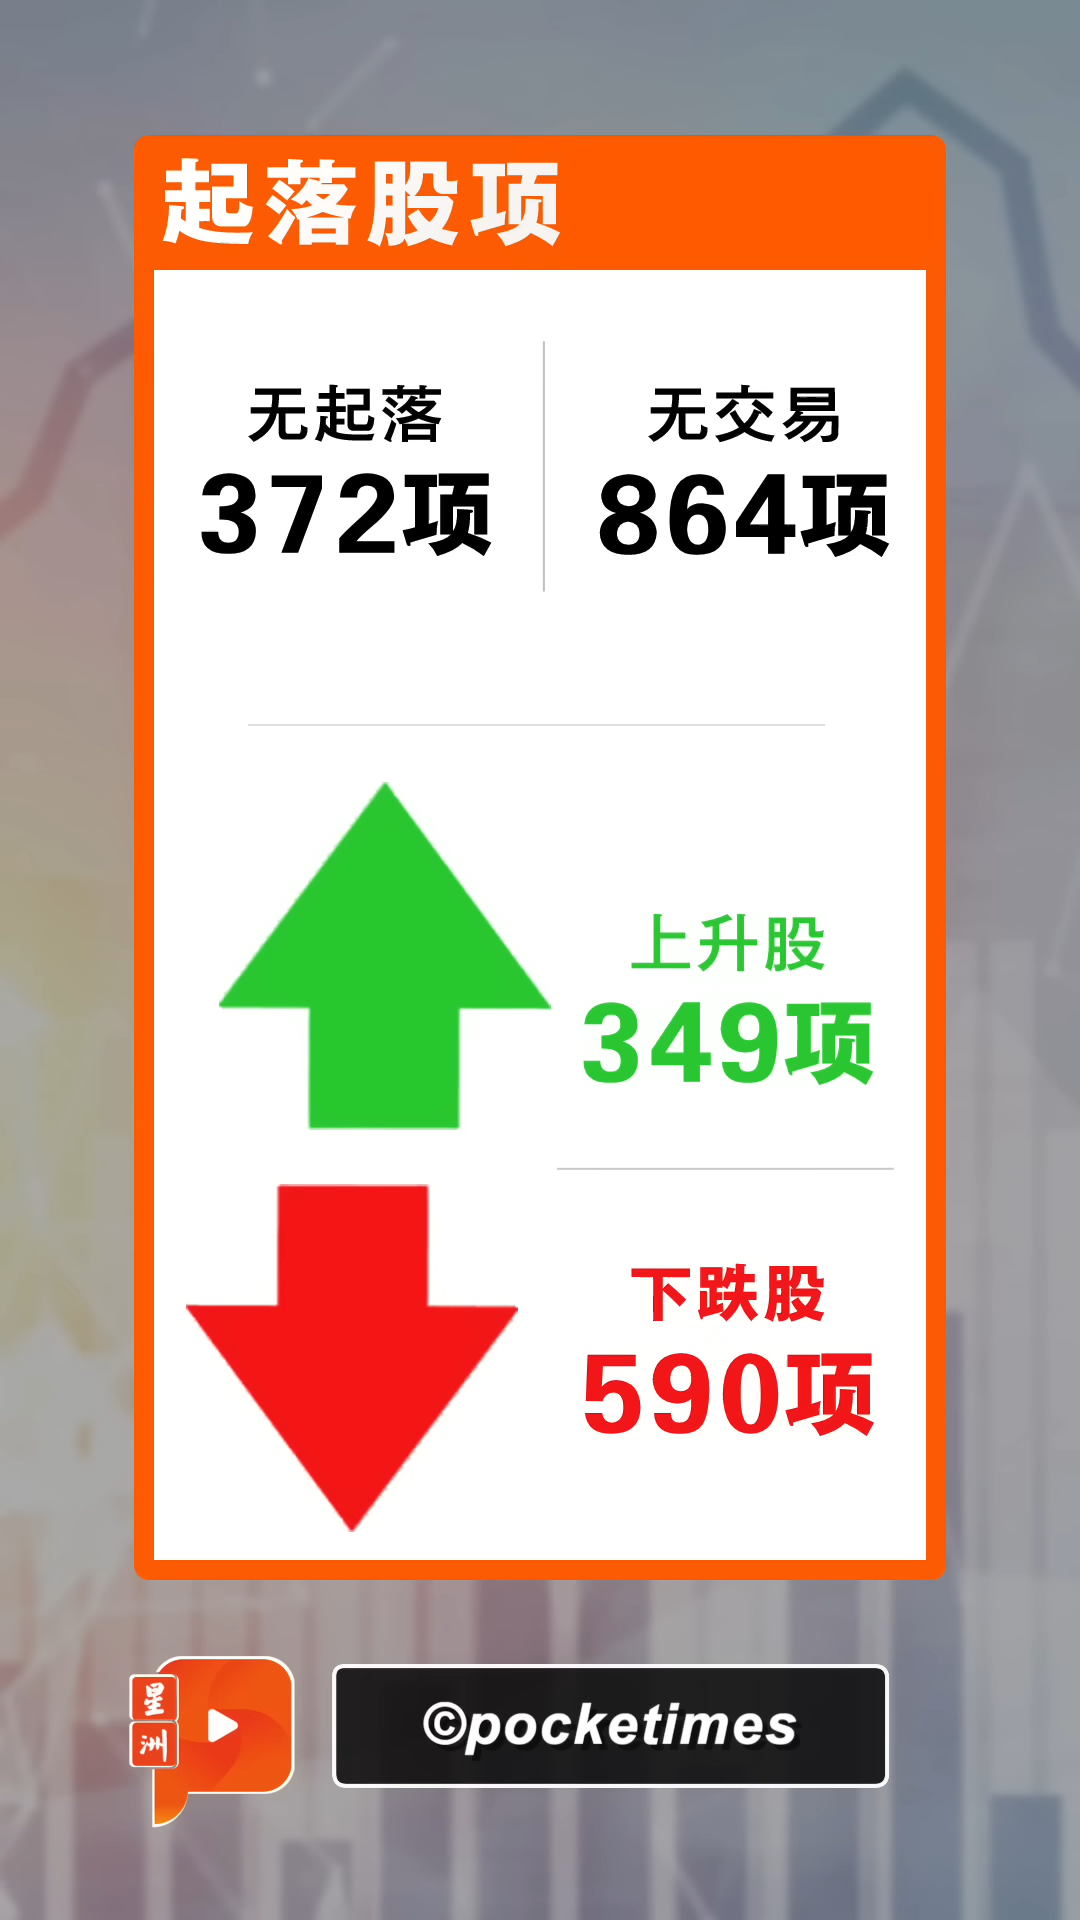 起落股项
无起落
372项
无交易
864项
上升股
349项
下跌股
590项
星洲
©pocketimes